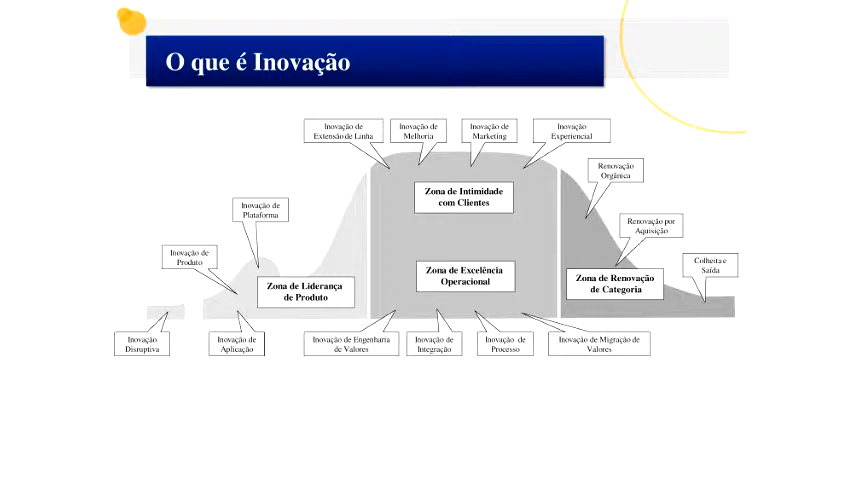 O que é Inovação
Inovação de
Extensão de Linha
Inovação de
Melhoria
Inovação de
Marketing
Inovação
Experiencial
Renovação
Orgânica
Inovação de
Plataforma
Zona de Intimidade
com Clientes
Renovação por
Aquisição
Inovação de
Produto
Colheita e
Saída
Zona de Liderança
de Produto
Zona de Excelência
Operacional
Zona de Renovação
de Categoria
Inovação
Disruptiva
Inovação de
Aplicação
Inovação de Engenharia
de Valores
Inovação de
Integração
Inovação de
Processo
Inovação de Migração de
Valores